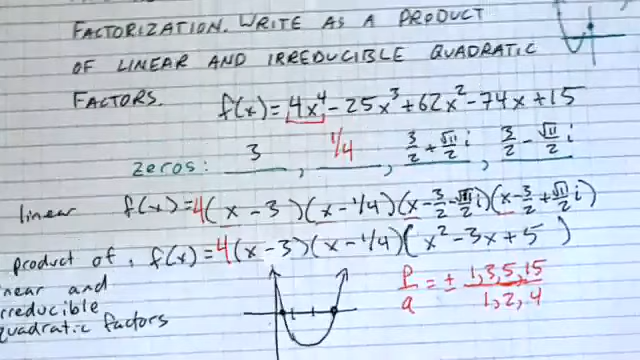 FACTORIZATION. WRITE AS A PRODUCT
OF LINEAR AND IRREDUCIBLE QUADRATIC
FACTORS. f(x) = 4x⁴ - 25x³ + 62x² - 74x + 15
zeros: 3, 1/4, 3/2 + √11/2 i, 3/2 - √11/2 i
linear f(x) = 4(x - 3)(x - 1/4)(x - 3/2 - √11/2 i)(x - 3/2 + √11/2 i)
product of f(x) = 4(x - 3)(x - 1/4)(x² - 3x + 5)
near and
rreducible
quadratic factors
P/q = ± 1,3,5,15/1,2,4